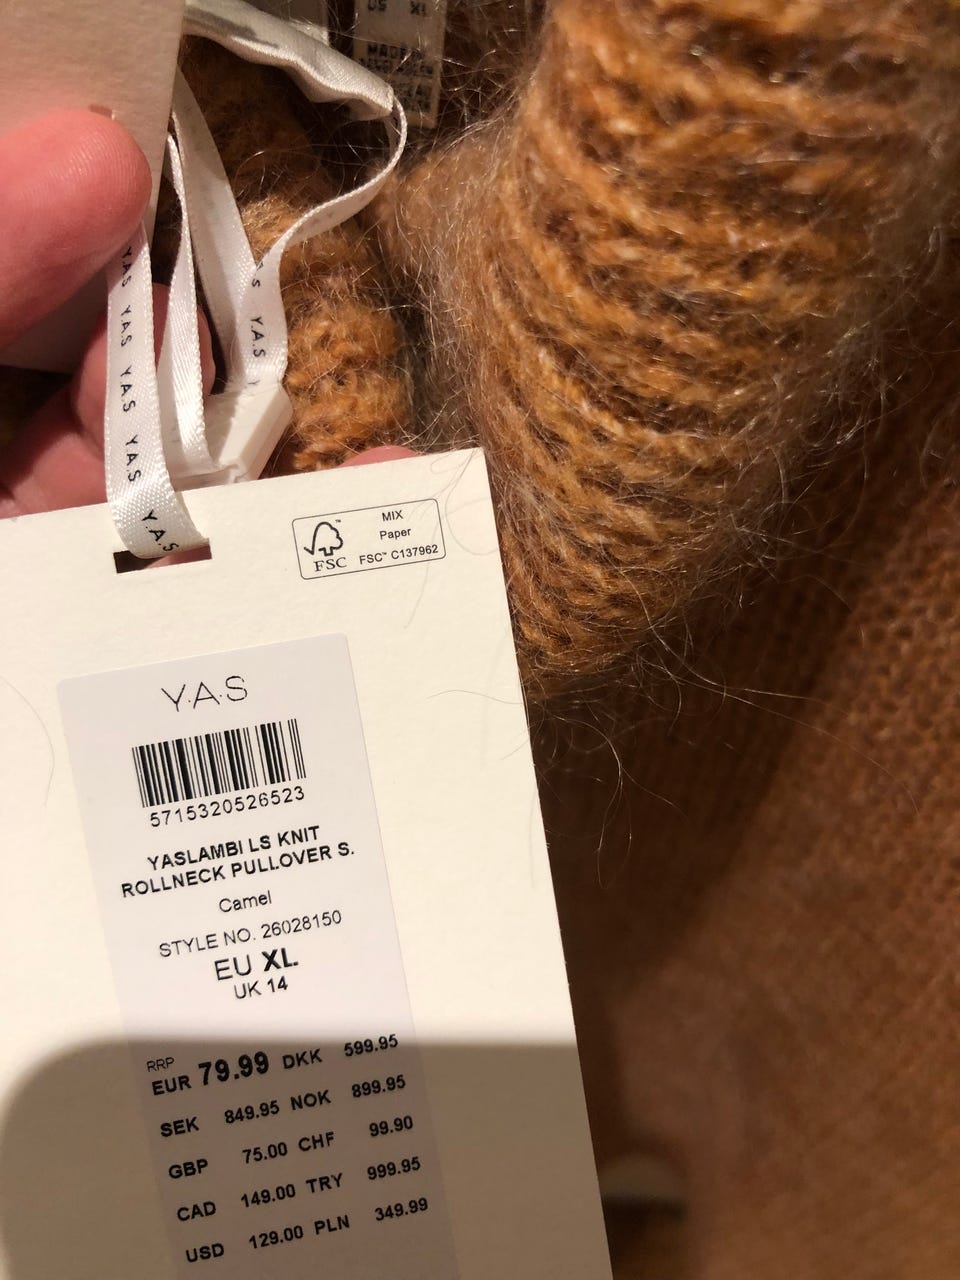 MADE
YAS YAS YAS YAS Y.A.S
S Y.A.S Y
MIX
Paper
FSC™ C137962
FSC
Y.A.S
5715320526523
YASLAMBI LS KNIT
ROLLNECK PULLOVER S.
Camel
STYLE NO. 26028150
EU XL
UK 14
RRP
EUR 79.99 DKK 599.95
SEK 849.95 NOK 899.95
GBP 75.00 CHF 99.90
CAD 149.00 TRY 999.95
USD 129.00 PLN 349.99